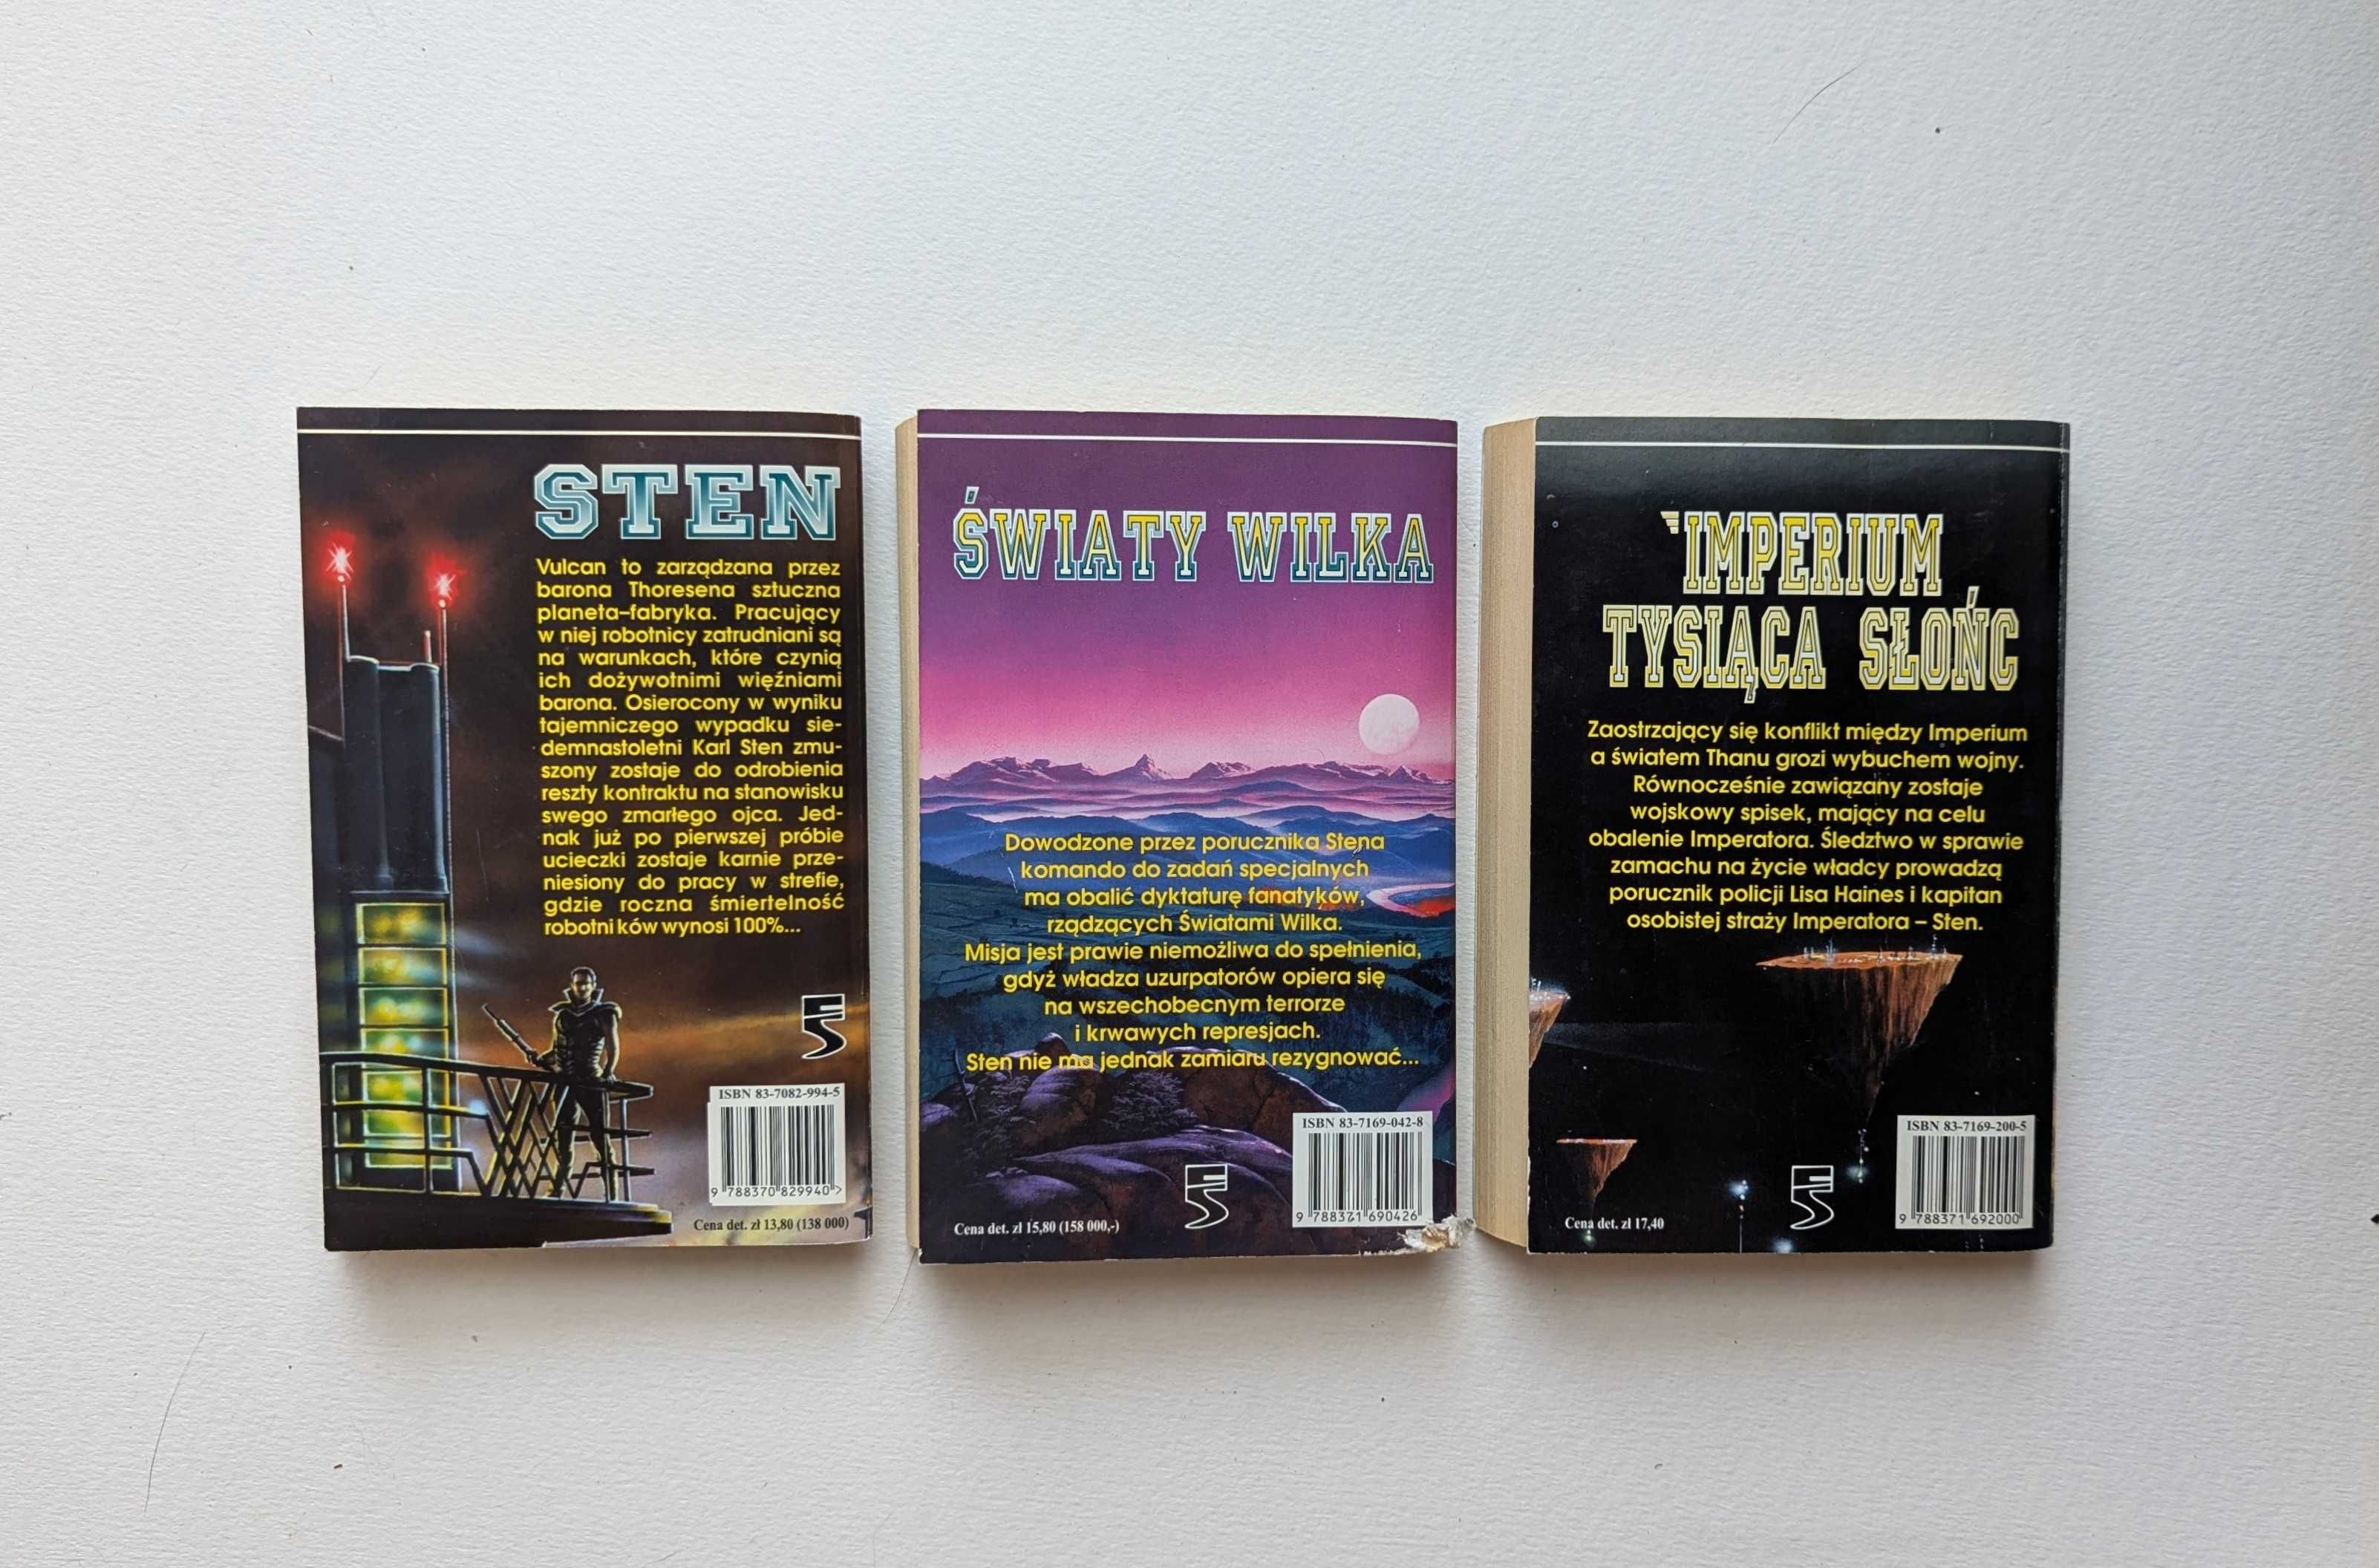 STEN
Vulcan to zarządzana przez
barona Thoresena sztuczna
planeta–fabryka. Pracujący
w niej robotnicy zatrudniani są
na warunkach, które czynią
ich dożywotnimi więźniami
barona. Osierocony w wyniku
tajemniczego wypadku sie-
demnastoletni Karl Sten zmu-
szony zostaje do odrobienia
reszty kontraktu na stanowisku
swego zmarłego ojca. Jed-
nak już po pierwszej próbie
ucieczki zostaje karnie prze-
niesiony do pracy w strefie,
gdzie roczna śmiertelność
robotni ków wynosi 100%...
ISBN 83-7082-994-5
9 788370 829940 >
Cena det. zł 13,80 (138 000)
ŚWIATY WILKA
Dowodzone przez porucznika Stena
komando do zadań specjalnych
ma obalić dyktaturę fanatyków,
rządzących Światami Wilka.
Misja jest prawie niemożliwa do spełnienia,
gdyż władza uzurpatorów opiera się
na wszechobecnym terrorze
i krwawych represjach.
Sten nie ma jednak zamiaru rezygnować...
ISBN 83-7169-042-8
9 788371 690426
Cena det. zł 15,80 (158 000,-)
IMPERIUM
TYSIĄCA SŁOŃC
Zaostrzający się konflikt między Imperium
a światem Thanu grozi wybuchem wojny.
Równocześnie zawiązany zostaje
wojskowy spisek, mający na celu
obalenie Imperatora. Śledztwo w sprawie
zamachu na życie władcy prowadzą
porucznik policji Lisa Haines i kapitan
osobistej straży Imperatora – Sten.
ISBN 83-7169-200-5
9 788371 692000
Cena det. zł 17,40